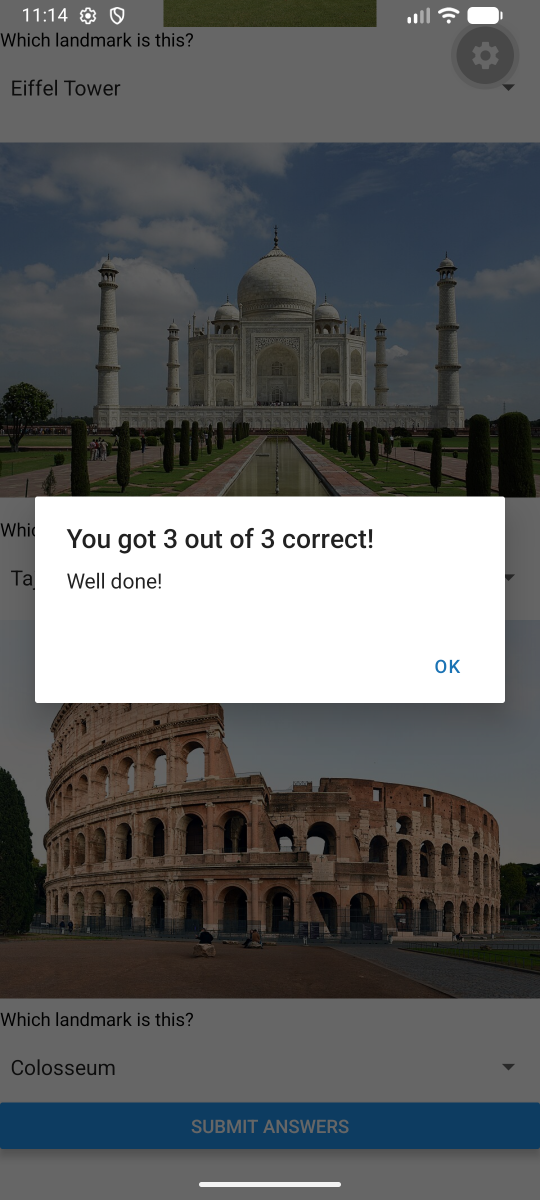 11:14
Which landmark is this?
Eiffel Tower
You got 3 out of 3 correct!
Well done!
OK
Which landmark is this?
Colosseum
SUBMIT ANSWERS